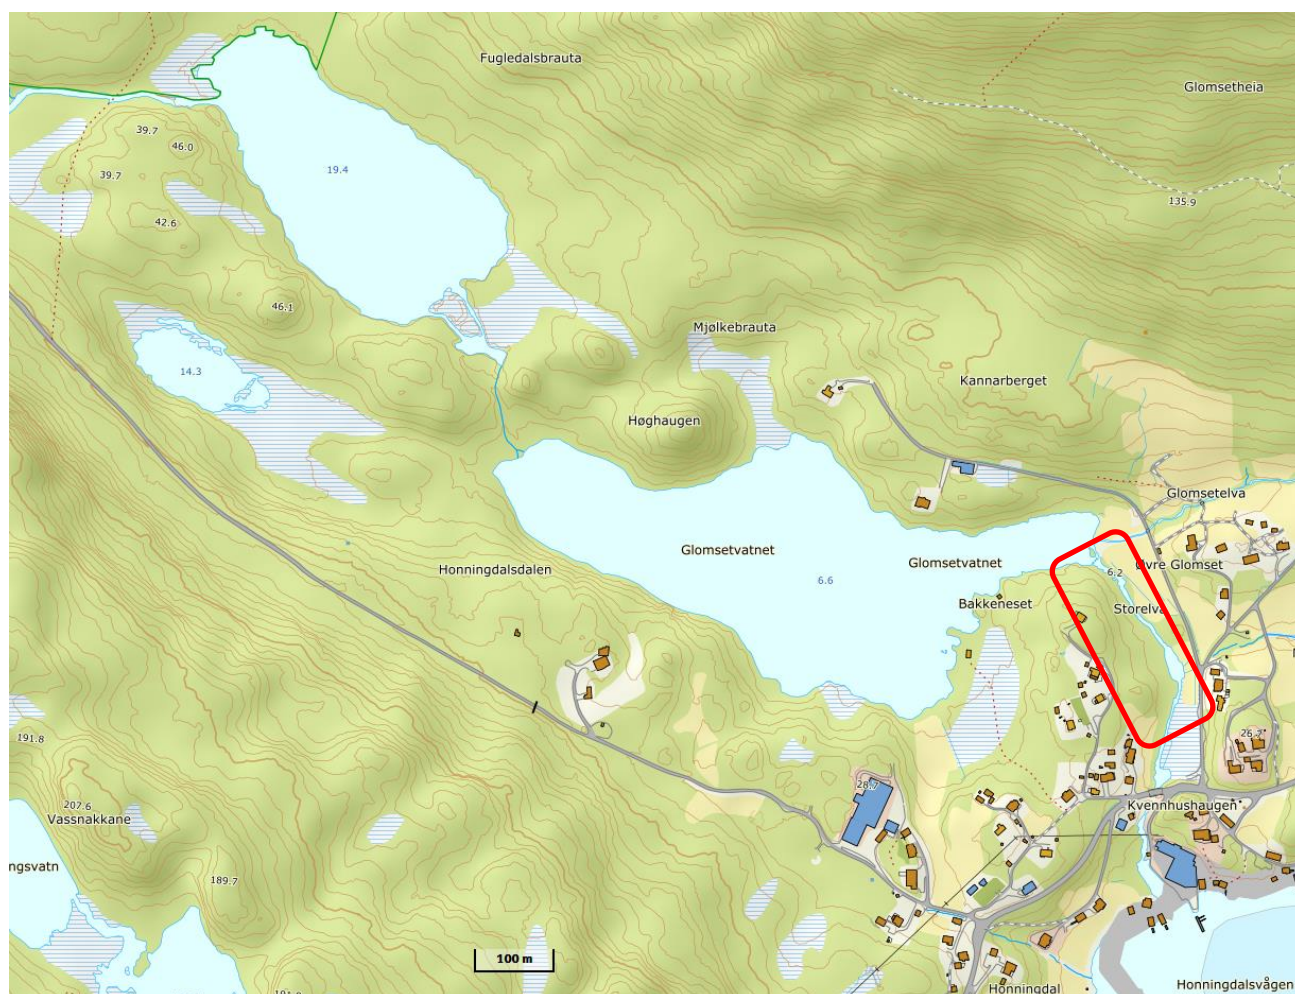 Fugledalsbrauta
Glomsetheia
39.7
46.0
19.4
39.7
135.9
42.6
46.1
Mjølkebrauta
14.3
Kannarberget
Høghaugen
Glomsetelva
Glomsetvatnet
Glomsetvatnet
Øvre Glomset
Honningdalsdalen
6.2
6.6
Bakkeneset
Storelva
191.8
26.7
28.7
207.6
Vassnakkane
Kvennhushaugen
ngsvatn
189.7
100 m
Honningdal
Honningdalsvågen